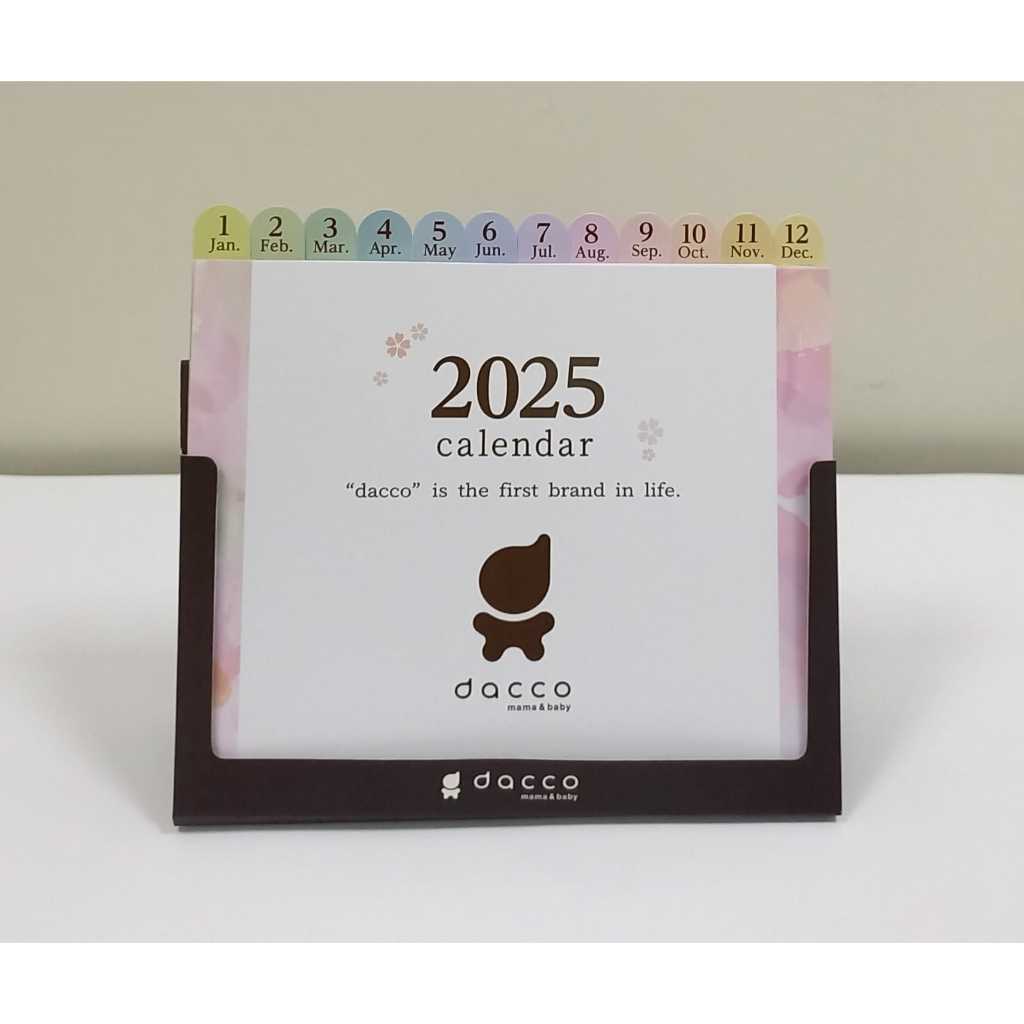 1 2 3 4 5 6 7 8 9 10 11 12
Jan. Feb. Mar. Apr. May Jun. Jul. Aug. Sep. Oct. Nov. Dec.
2025
calendar
“dacco” is the first brand in life.
dacco
mama & baby
dacco
mama & baby